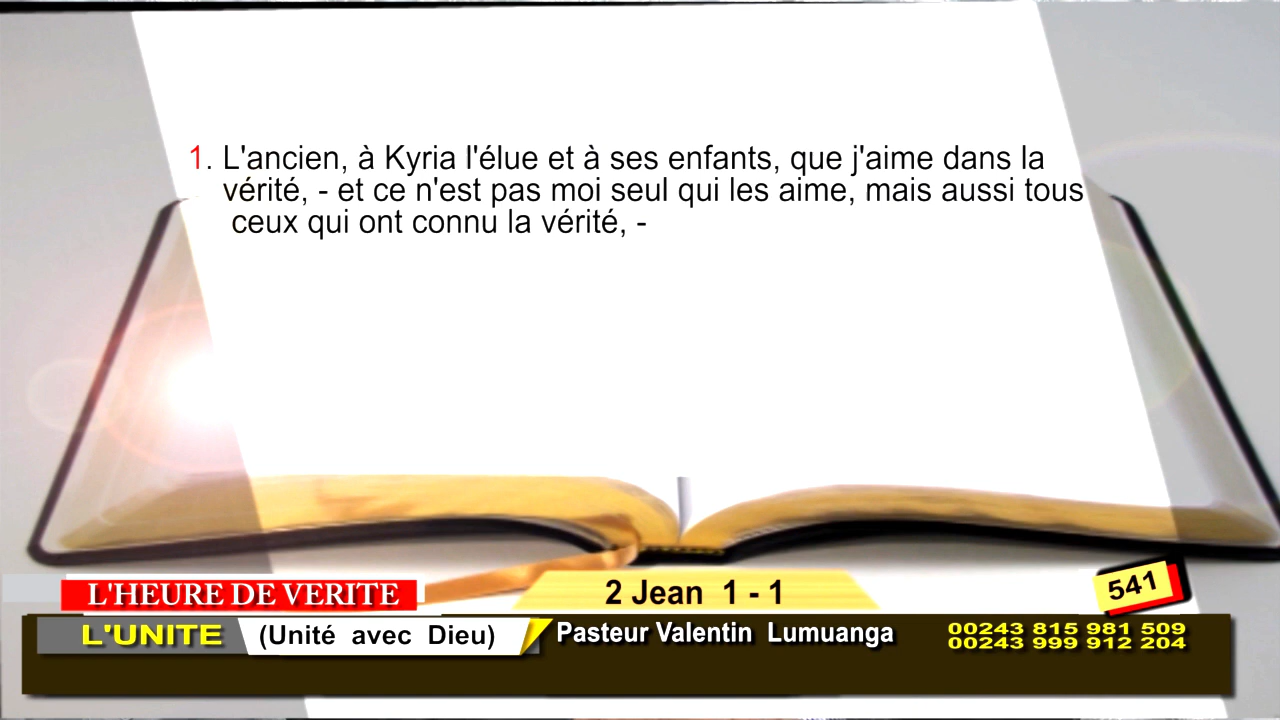 1. L'ancien, à Kyria l'élue et à ses enfants, que j'aime dans la
vérité, - et ce n'est pas moi seul qui les aime, mais aussi tous
ceux qui ont connu la vérité, -
L'HEURE DE VERITE
2 Jean 1 - 1
541
L'UNITE
(Unité avec Dieu)
Pasteur Valentin Lumuanga
00243 815 981 509
00243 999 912 204